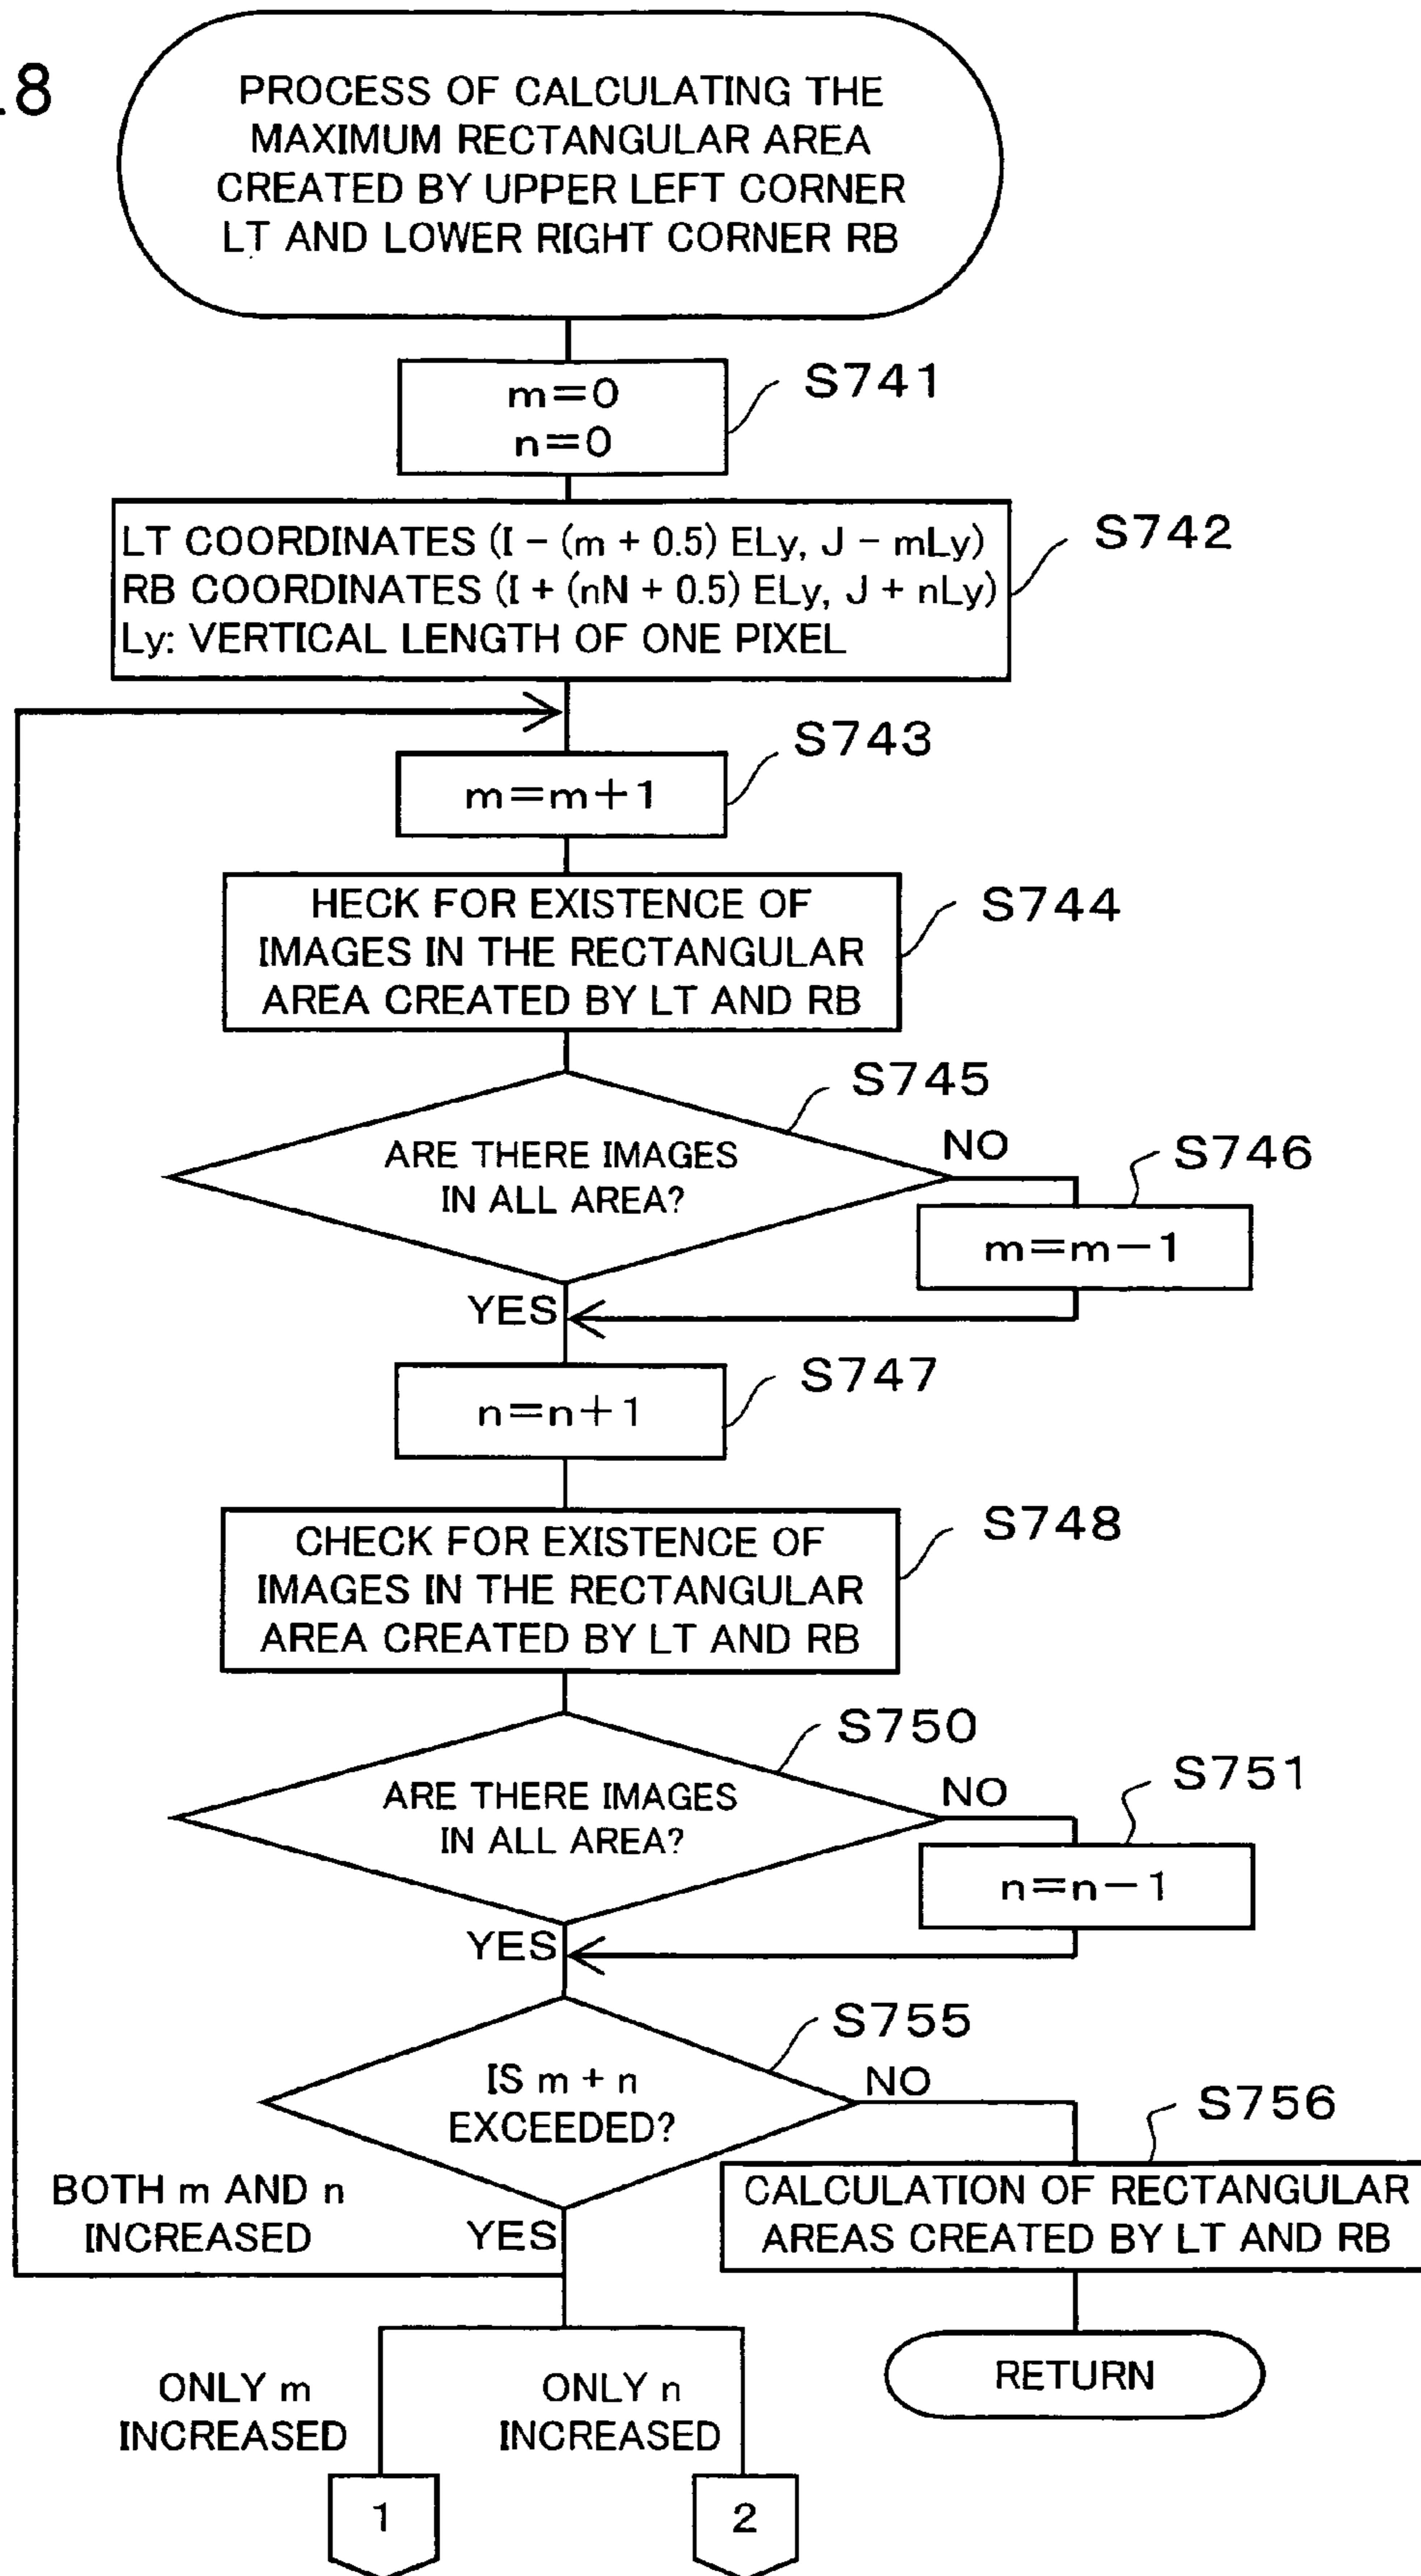 .8
PROCESS OF CALCULATING THE
MAXIMUM RECTANGULAR AREA
CREATED BY UPPER LEFT CORNER
LT AND LOWER RIGHT CORNER RB
S741
m=0
n=0
S742
LT COORDINATES (I - (m + 0.5) ELy, J - mLy)
RB COORDINATES (I + (nN + 0.5) ELy, J + nLy)
Ly: VERTICAL LENGTH OF ONE PIXEL
S743
m=m+1
S744
HECK FOR EXISTENCE OF
IMAGES IN THE RECTANGULAR
AREA CREATED BY LT AND RB
S745
ARE THERE IMAGES
IN ALL AREA?
NO
S746
m=m-1
YES
S747
n=n+1
S748
CHECK FOR EXISTENCE OF
IMAGES IN THE RECTANGULAR
AREA CREATED BY LT AND RB
S750
ARE THERE IMAGES
IN ALL AREA?
NO
S751
n=n-1
YES
S755
IS m + n
EXCEEDED?
NO
S756
CALCULATION OF RECTANGULAR
AREAS CREATED BY LT AND RB
BOTH m AND n
INCREASED
YES
RETURN
ONLY m
INCREASED
ONLY n
INCREASED
1
2